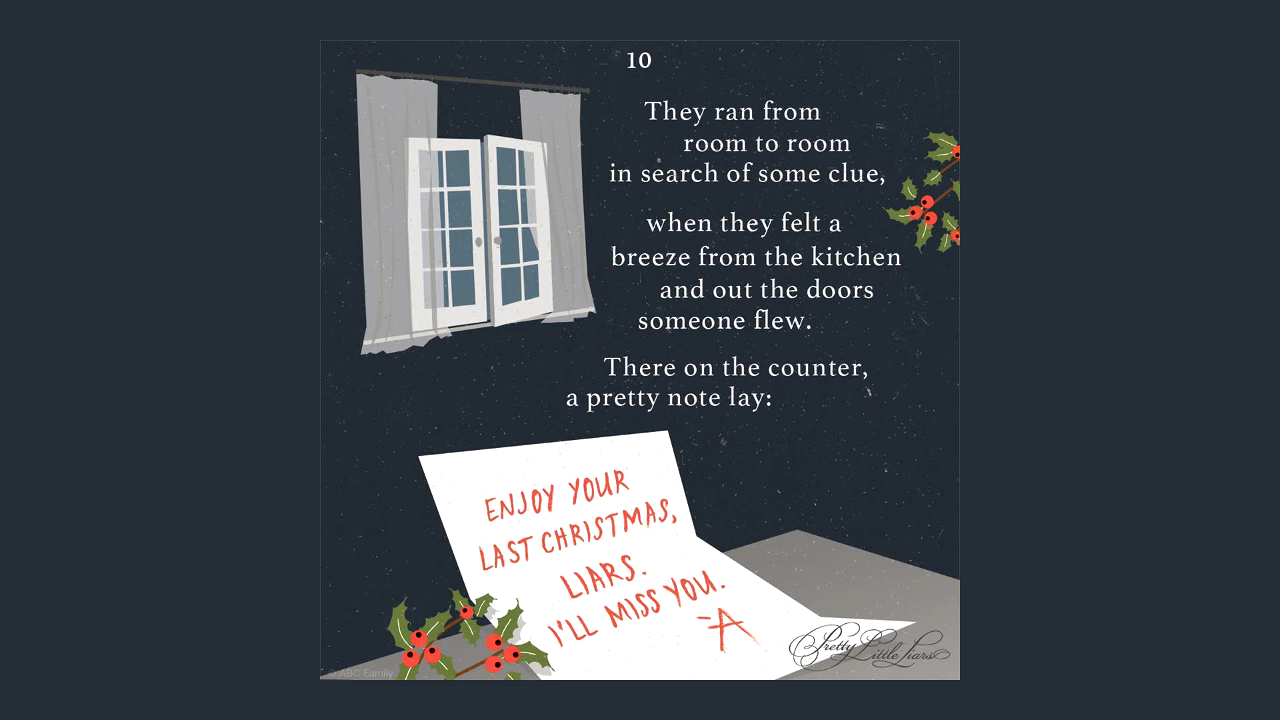 10
They ran from
room to room
in search of some clue,
when they felt a
breeze from the kitchen
and out the doors
someone flew.
There on the counter,
a pretty note lay:
ENJOY YOUR
LAST CHRISTMAS,
LIARS.
I'LL MISS YOU.
-A
Pretty Little Liars
© ABC Family